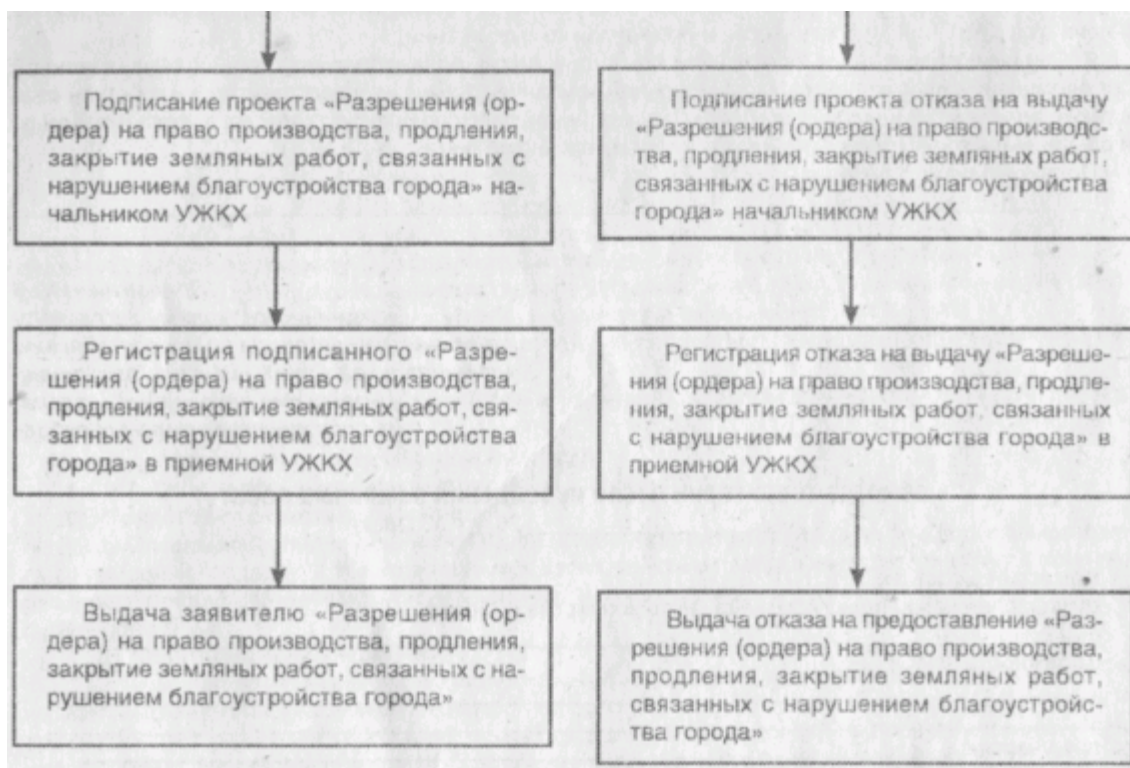 Подписание проекта «Разрешения (ор-
дера) на право производства, продления,
закрытие земляных работ, связанных с
нарушением благоустройства города» на-
чальником УЖКХ
Подписание проекта отказа на выдачу
«Разрешения (ордера) на право производс-
тва, продления, закрытие земляных работ,
связанных с нарушением благоустройства
города» начальником УЖКХ
Регистрация подписанного «Разре-
шения (ордера) на право производства,
продления, закрытие земляных работ, свя-
занных с нарушением благоустройства
города» в приемной УЖКХ
Регистрация отказа на выдачу «Разреше-
ния (ордера) на право производства, продле-
ния, закрытие земляных работ, связанных
с нарушением благоустройства города» в
приемной УЖКХ
Выдача заявителю «Разрешения (ор-
дера) на право производства, продления,
закрытие земляных работ, связанных с на-
рушением благоустройства города»
Выдача отказа на предоставление «Раз-
решения (ордера) на право производства,
продления, закрытие земляных работ,
связанных с нарушением благоустройс-
тва города»